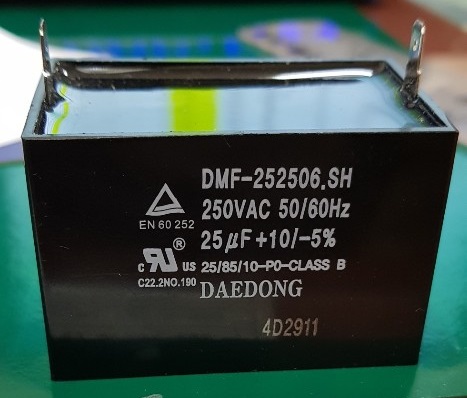 DMF-252506.SH
250VAC 50/60Hz
EN 60 252
25μF+10/-5%
c RU ® US
25/85/10-P0-CLASS B
C22.2NO.190
DAEDONG
4D2911